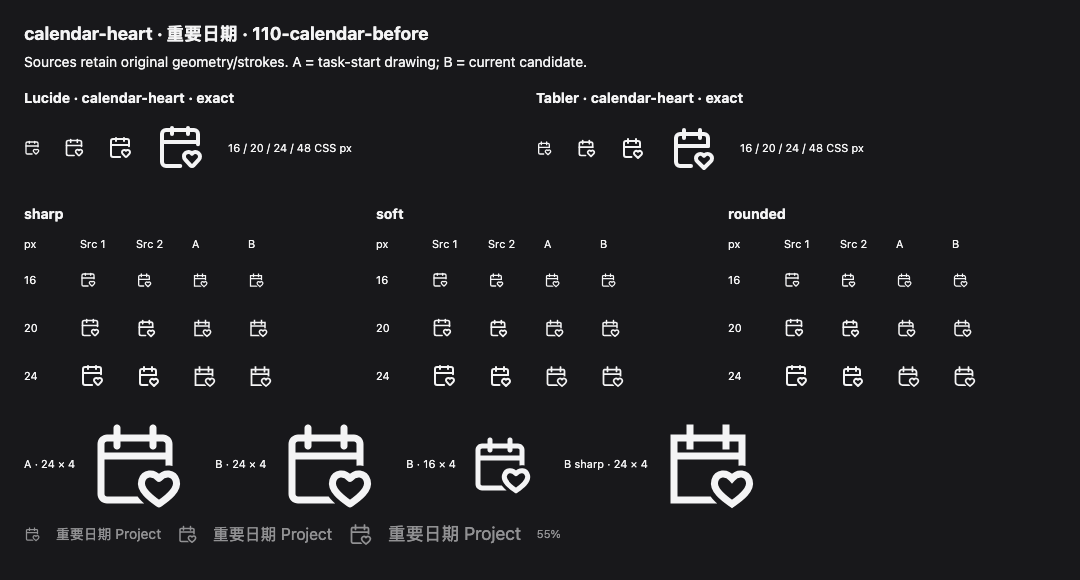 calendar-heart · 重要日期 · 110-calendar-before
Sources retain original geometry/strokes. A = task-start drawing; B = current candidate.
Lucide · calendar-heart · exact
16 / 20 / 24 / 48 CSS px
Tabler · calendar-heart · exact
16 / 20 / 24 / 48 CSS px
sharp
px Src 1 Src 2 A B
16
20
24
soft
px Src 1 Src 2 A B
16
20
24
rounded
px Src 1 Src 2 A B
16
20
24
A · 24 × 4
B · 24 × 4
B · 16 × 4
B sharp · 24 × 4
重要日期 Project 重要日期 Project 重要日期 Project 55%